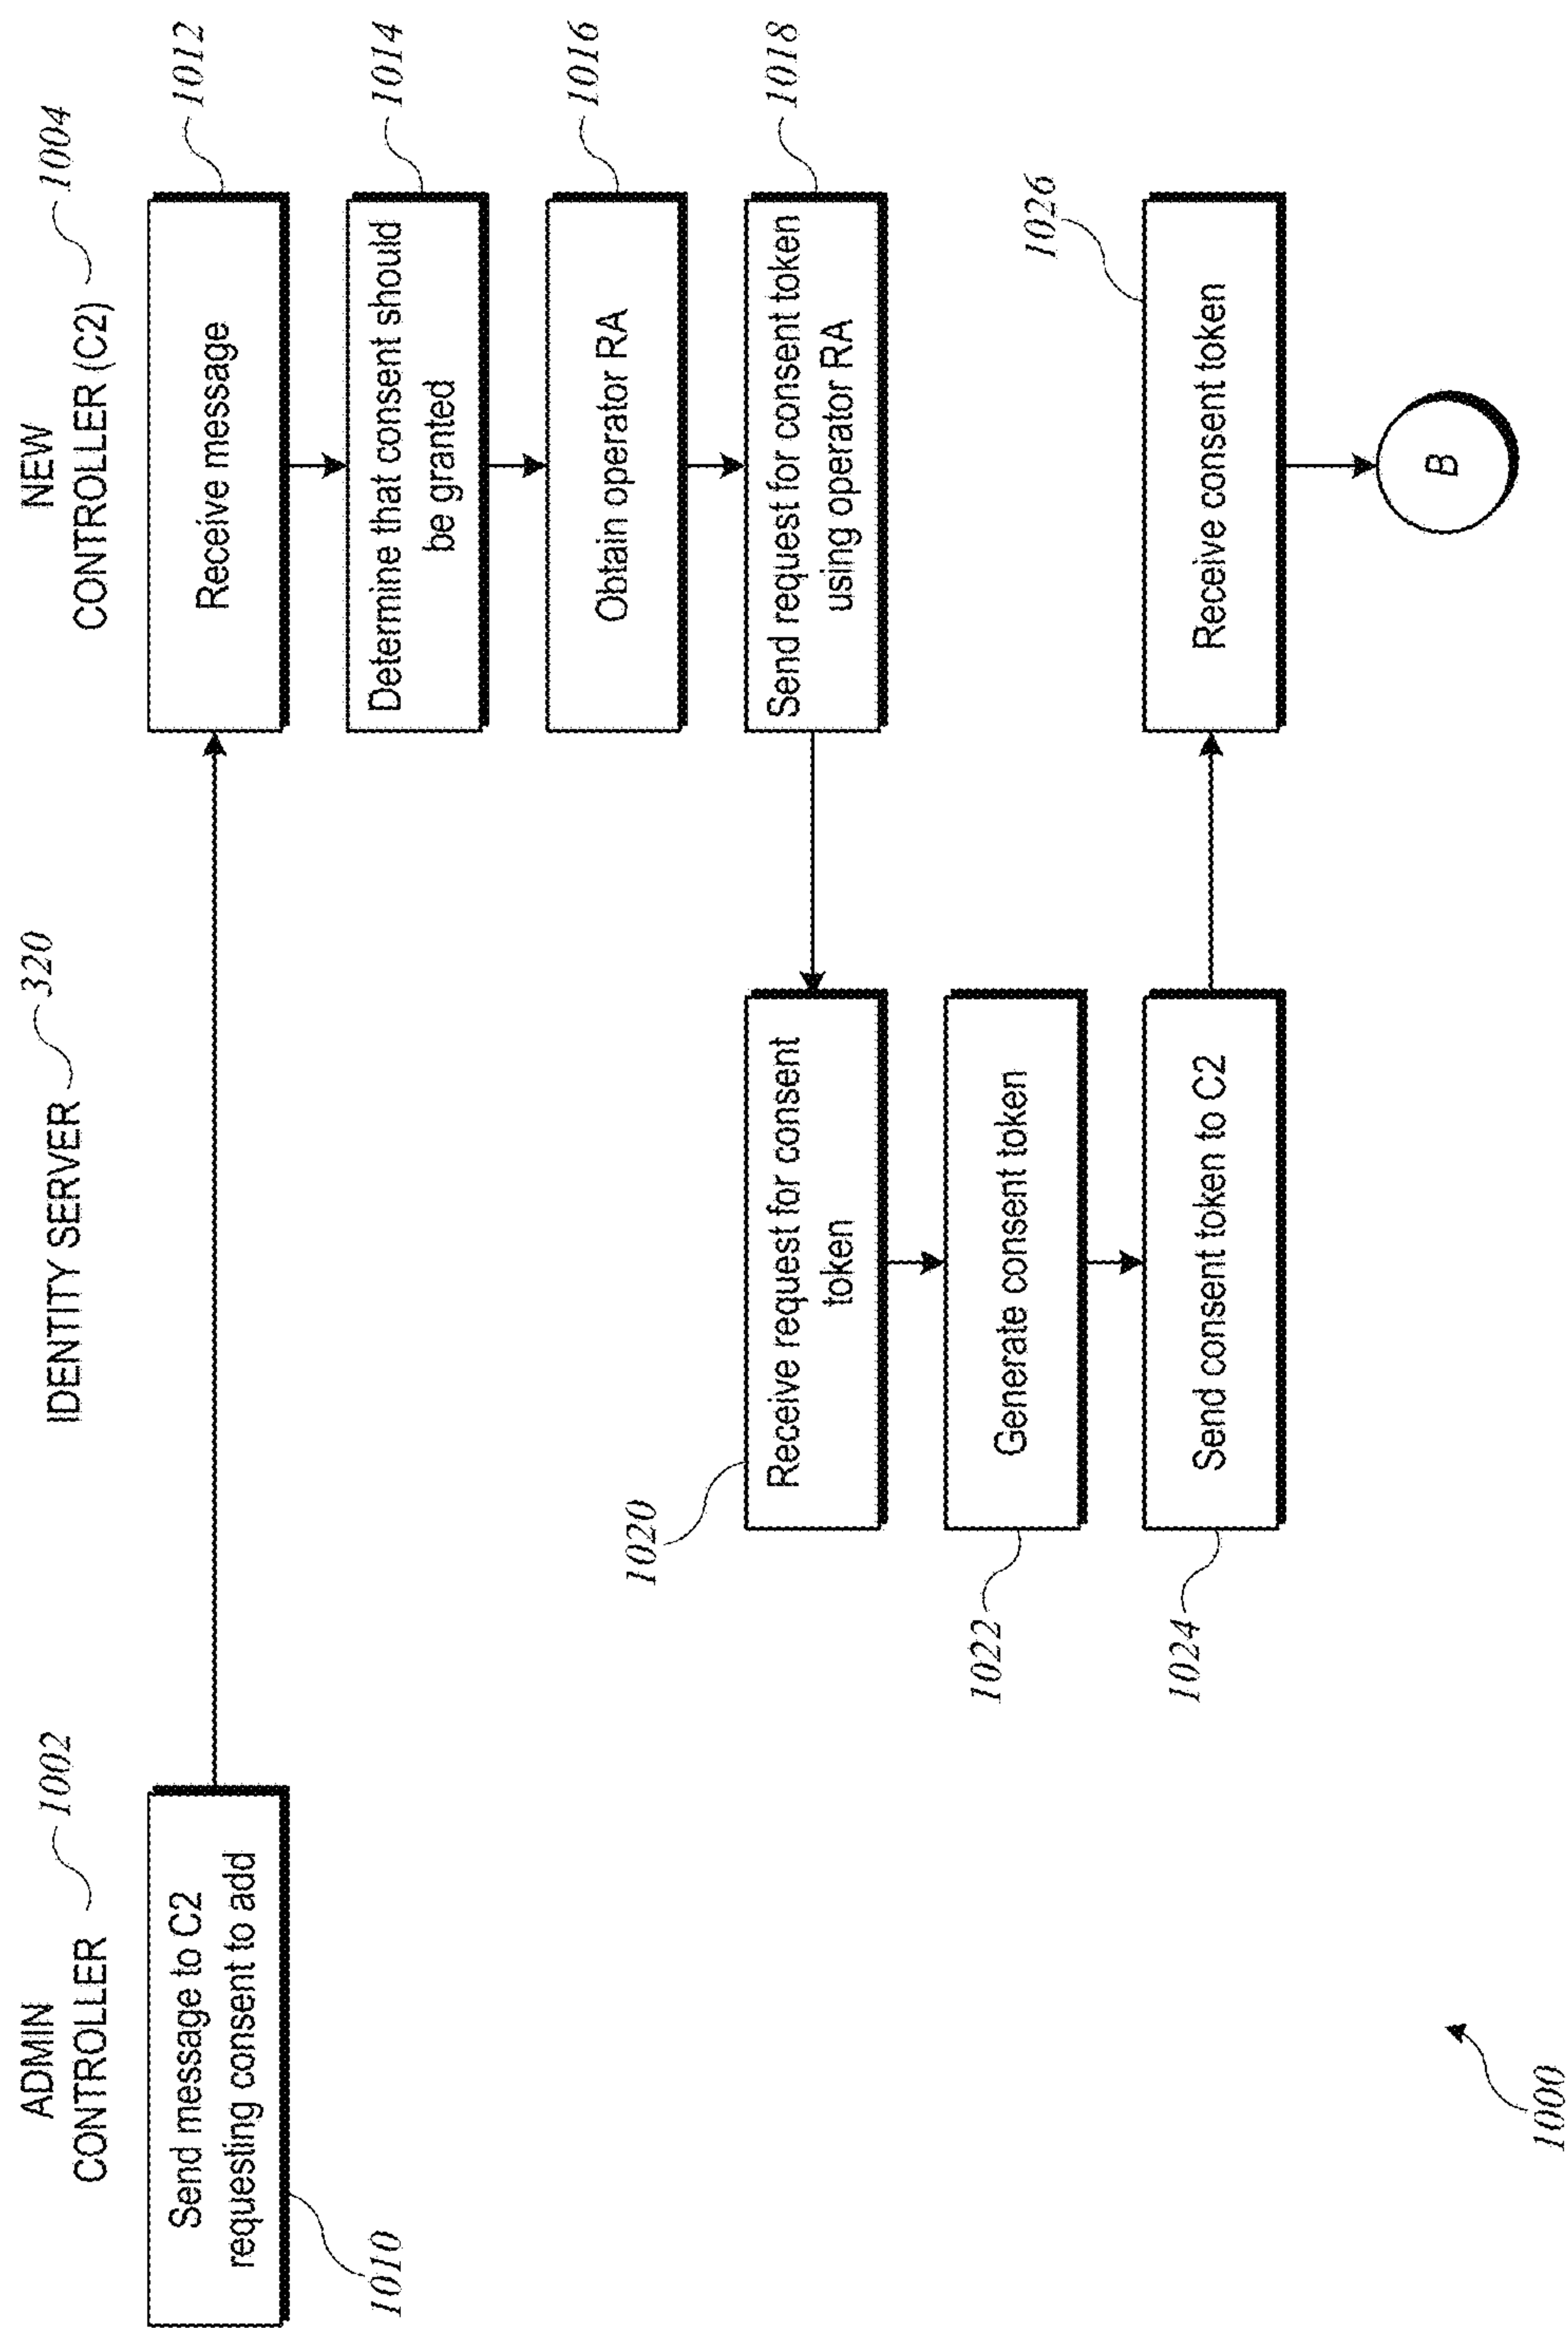 ADMIN
CONTROLLER
1002
IDENTITY SERVER
320
NEW
CONTROLLER (C2)
1004
Send message to C2
requesting consent to add
1010
Receive message
1012
Determine that consent should
be granted
1014
Obtain operator RA
1016
Send request for consent token
using operator RA
1018
1020
Receive request for consent
token
Generate consent token
1022
Send consent token to C2
1024
1026
Receive consent token
B
1000